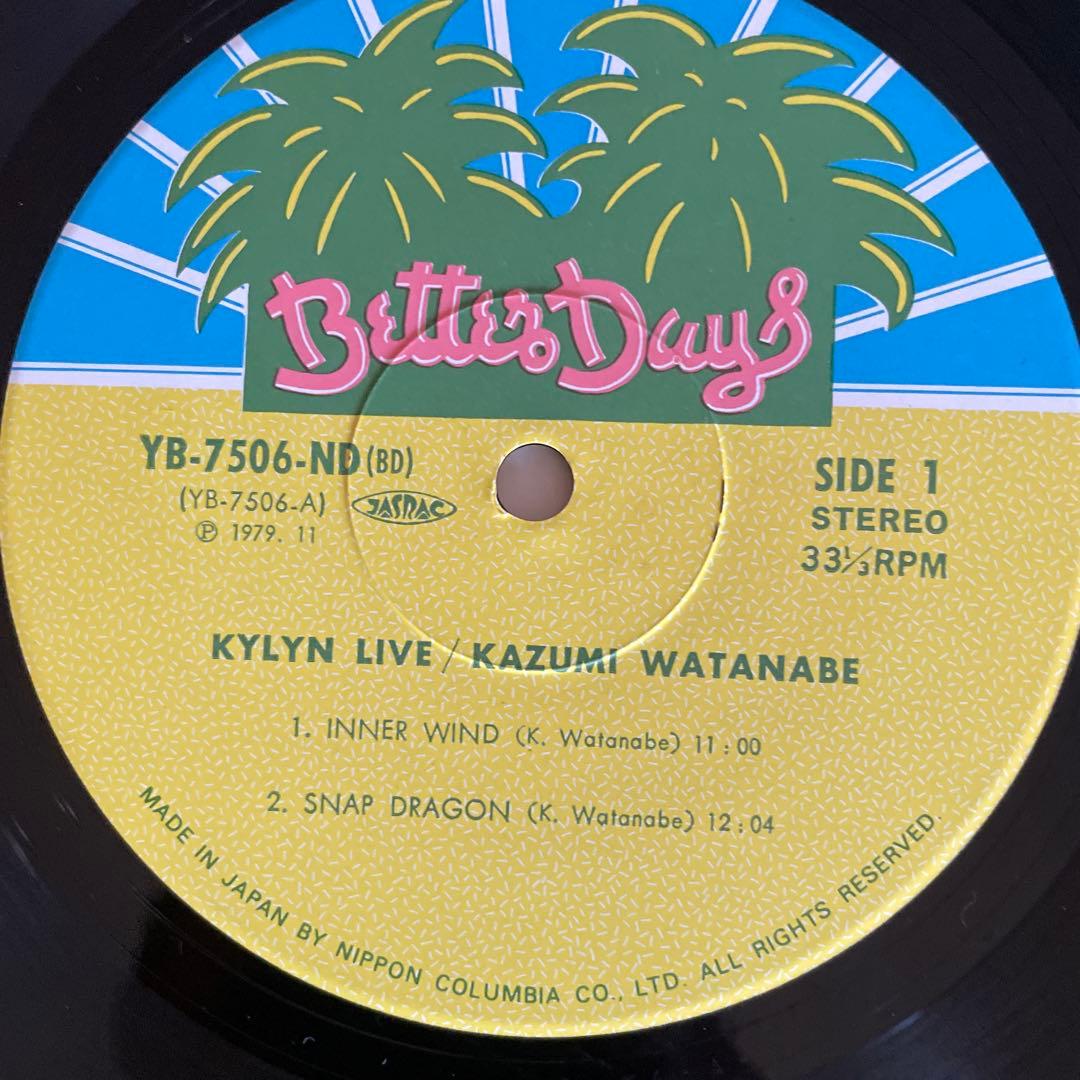 Better Days
YB-7506-ND(BD)
(YB-7506-A) JASRAC
Ⓟ 1979. 11
SIDE 1
STEREO
33⅓RPM
KYLYN LIVE / KAZUMI WATANABE
1. INNER WIND (K. Watanabe) 11:00
2. SNAP DRAGON (K. Watanabe) 12:04
MADE IN JAPAN BY NIPPON COLUMBIA CO., LTD. ALL RIGHTS RESERVED.